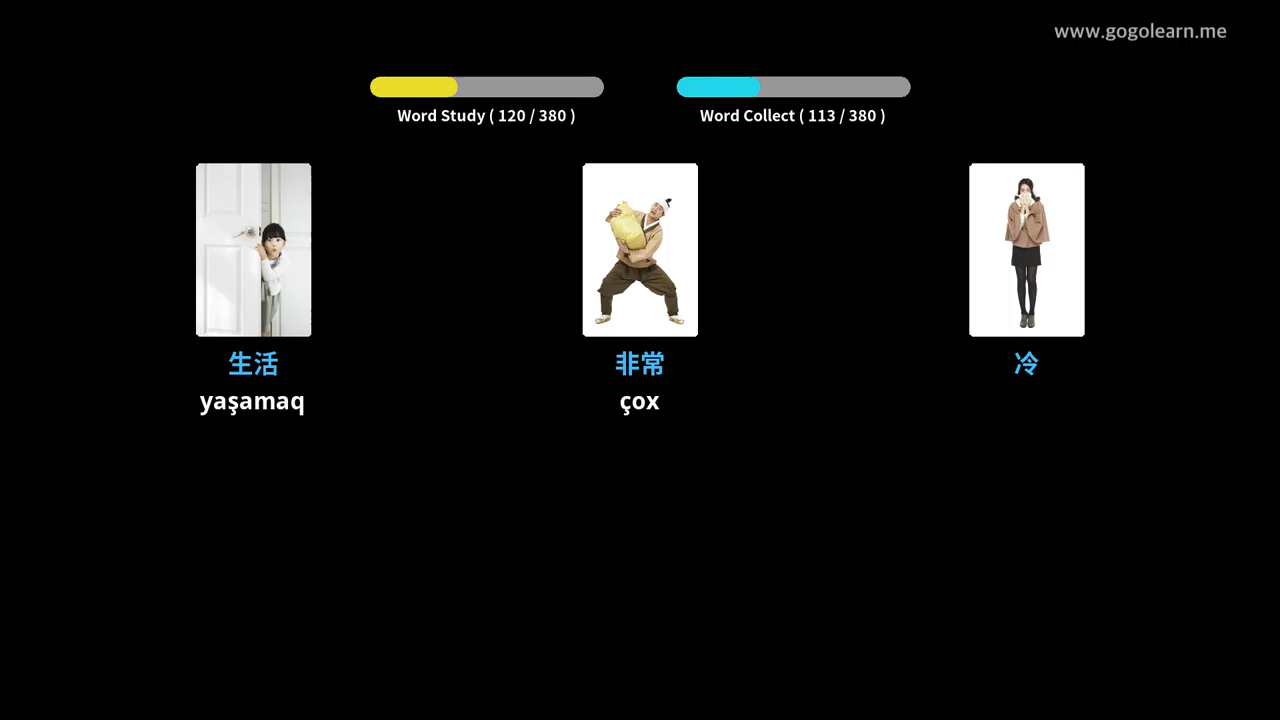 www.gogolearn.me
Word Study ( 120 / 380 )
Word Collect ( 113 / 380 )
生活
非常
冷
yaşamaq
çox